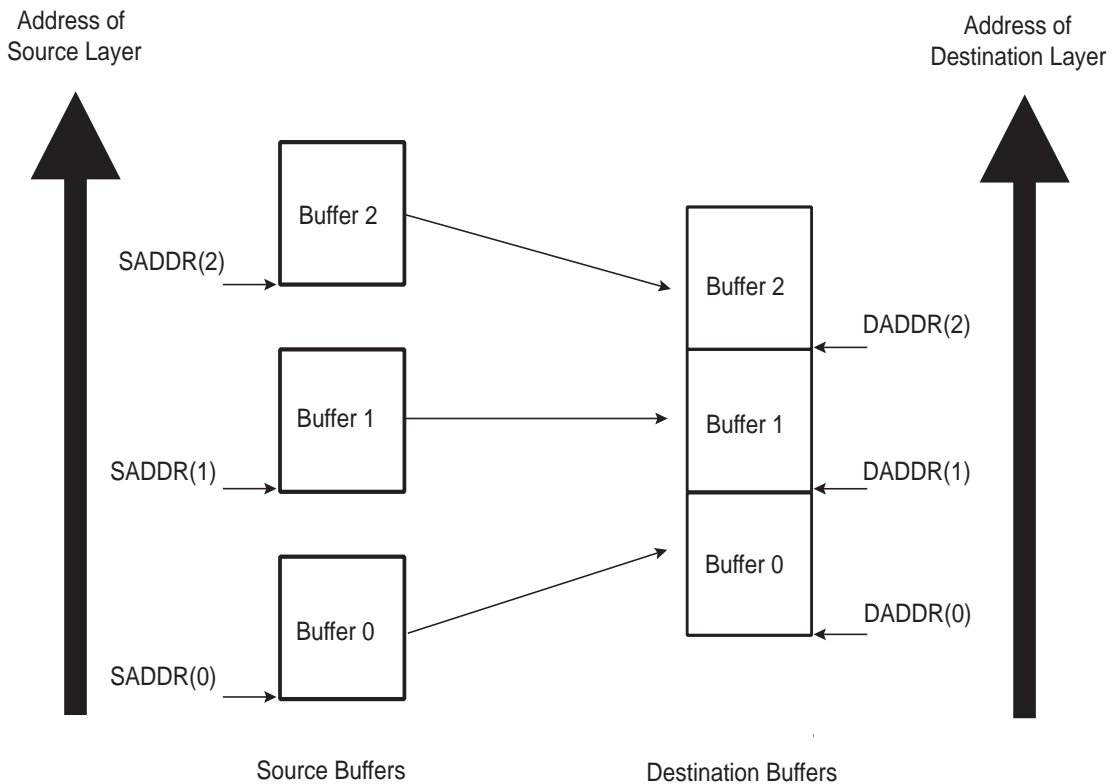 Address of
Source Layer
Address of
Destination Layer
Buffer 2
SADDR(2)
Buffer 2
DADDR(2)
Buffer 1
Buffer 1
SADDR(1)
DADDR(1)
Buffer 0
DADDR(0)
Buffer 0
SADDR(0)
Source Buffers
Destination Buffers